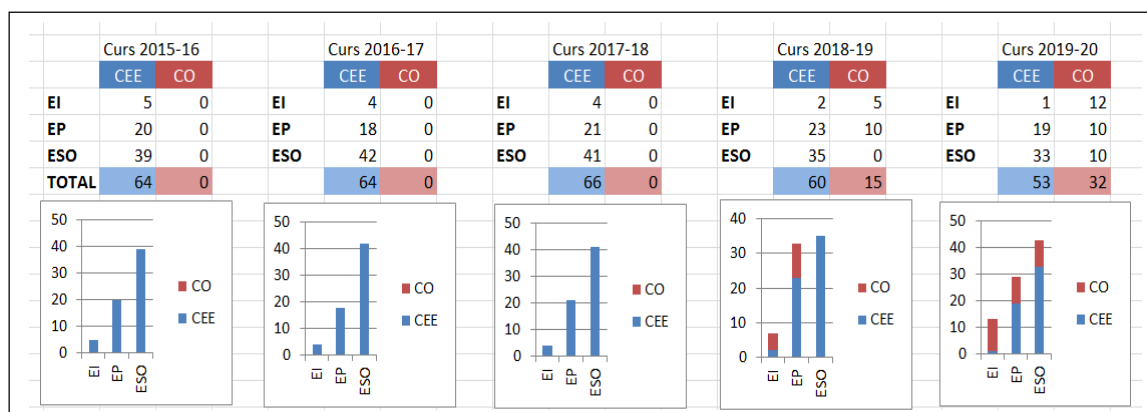 Curs 2015-16 Curs 2016-17 Curs 2017-18 Curs 2018-19 Curs 2019-20
CEE CO CEE CO CEE CO CEE CO CEE CO
EI 5 0 EI 4 0 EI 4 0 EI 2 5 EI 1 12
EP 20 0 EP 18 0 EP 21 0 EP 23 10 EP 19 10
ESO 39 0 ESO 42 0 ESO 41 0 ESO 35 0 ESO 33 10
TOTAL 64 0 64 0 66 0 60 15 53 32
50
40
30
20
10
0
EI
EP
ESO
CO
CEE
50
40
30
20
10
0
EI
EP
ESO
CO
CEE
50
40
30
20
10
0
EI
EP
ESO
CO
CEE
40
30
20
10
0
EI
EP
ESO
CO
CEE
50
40
30
20
10
0
EI
EP
ESO
CO
CEE